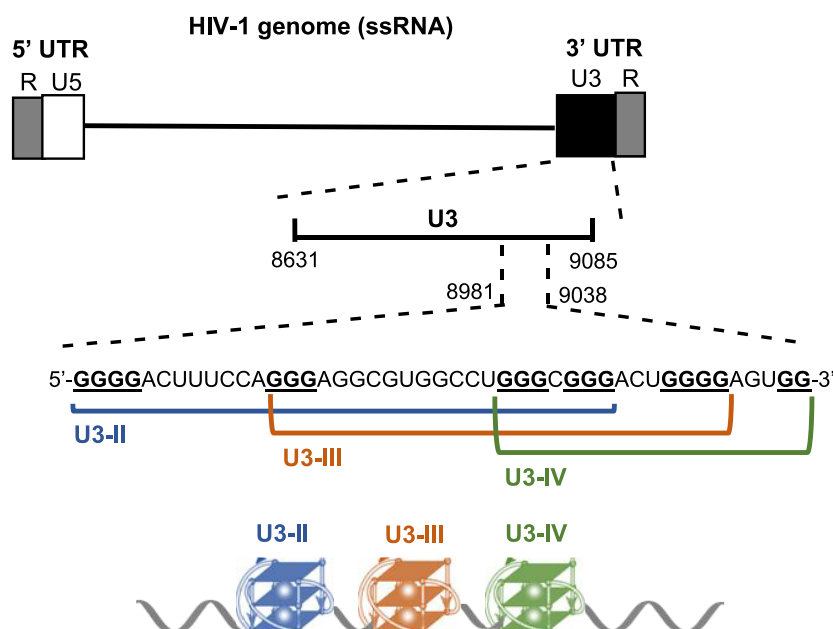 HIV-1 genome (ssRNA)
5’ UTR
3’ UTR
R U5
U3 R
U3
8631
9085
8981
9038
5’-GGGGACUUUCCAGGGAGGCGUGGCCUGGGCGGGACUGGGGAGUGG-3’
U3-II
U3-III
U3-IV
U3-II
U3-III
U3-IV